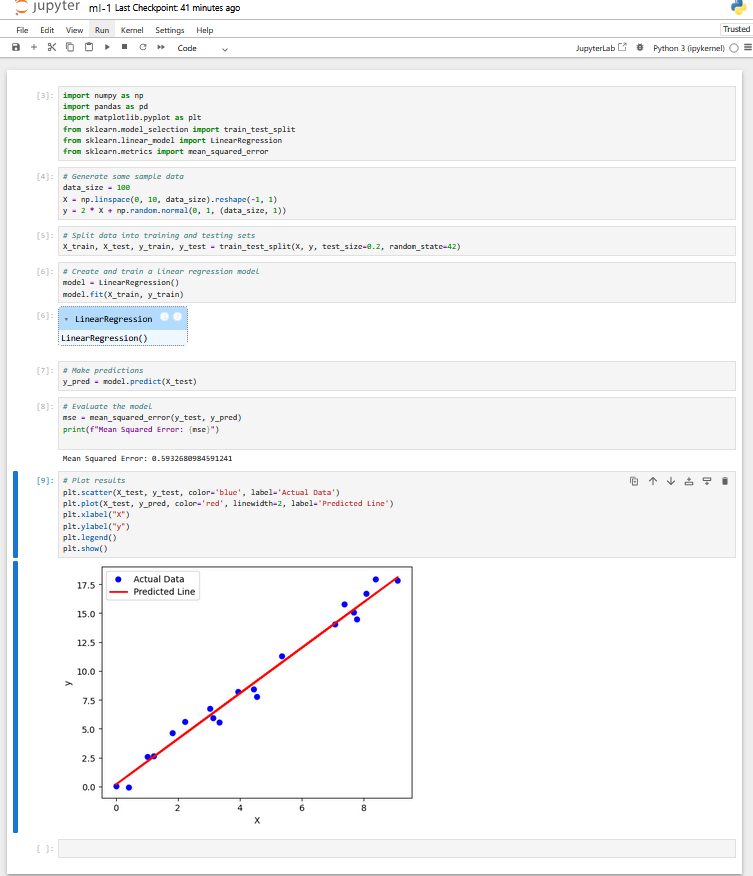 jupyter ml-1 Last Checkpoint: 41 minutes ago
File Edit View Run Kernel Settings Help
Trusted
Code
JupyterLab
Python 3 (ipykernel)
[3]:
import numpy as np
import pandas as pd
import matplotlib.pyplot as plt
from sklearn.model_selection import train_test_split
from sklearn.linear_model import LinearRegression
from sklearn.metrics import mean_squared_error
[4]:
# Generate some sample data
data_size = 100
X = np.linspace(0, 10, data_size).reshape(-1, 1)
y = 2 * X + np.random.normal(0, 1, (data_size, 1))
[5]:
# Split data into training and testing sets
X_train, X_test, y_train, y_test = train_test_split(X, y, test_size=0.2, random_state=42)
[6]:
# Create and train a linear regression model
model = LinearRegression()
model.fit(X_train, y_train)
[6]:
LinearRegression
LinearRegression()
[7]:
# Make predictions
y_pred = model.predict(X_test)
[8]:
# Evaluate the model
mse = mean_squared_error(y_test, y_pred)
print(f"Mean Squared Error: {mse}")
Mean Squared Error: 0.5932680984591241
[9]:
# Plot results
plt.scatter(X_test, y_test, color='blue', label='Actual Data')
plt.plot(X_test, y_pred, color='red', linewidth=2, label='Predicted Line')
plt.xlabel("X")
plt.ylabel("y")
plt.legend()
plt.show()
Actual Data
Predicted Line
17.5
15.0
12.5
10.0
7.5
5.0
2.5
0.0
y
0 2 4 6 8
X
[ ]: